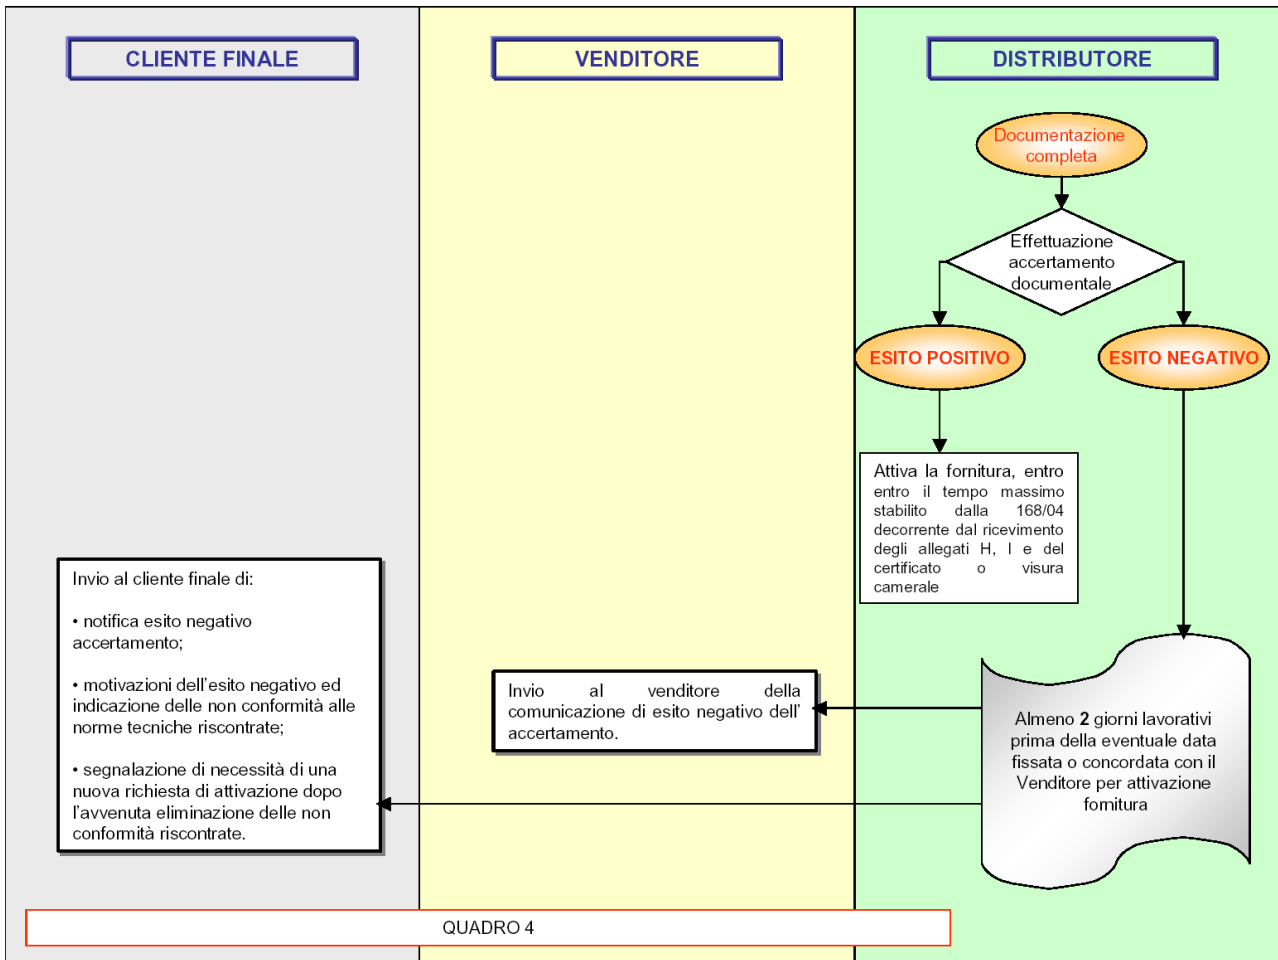 CLIENTE FINALE
VENDITORE
DISTRIBUTORE
Documentazione
completa
Effettuazione
accertamento
documentale
ESITO POSITIVO
ESITO NEGATIVO
Attiva la fornitura, entro
entro il tempo massimo
stabilito dalla 168/04
decorrente dal ricevimento
degli allegati H, I e del
certificato o visura
camerale
Invio al cliente finale di:
• notifica esito negativo
accertamento;
• motivazioni dell'esito negativo ed
indicazione delle non conformità alle
norme tecniche riscontrate;
• segnalazione di necessità di una
nuova richiesta di attivazione dopo
l'avvenuta eliminazione delle non
conformità riscontrate.
Invio al venditore della
comunicazione di esito negativo dell'
accertamento.
Almeno 2 giorni lavorativi
prima della eventuale data
fissata o concordata con il
Venditore per attivazione
fornitura
QUADRO 4